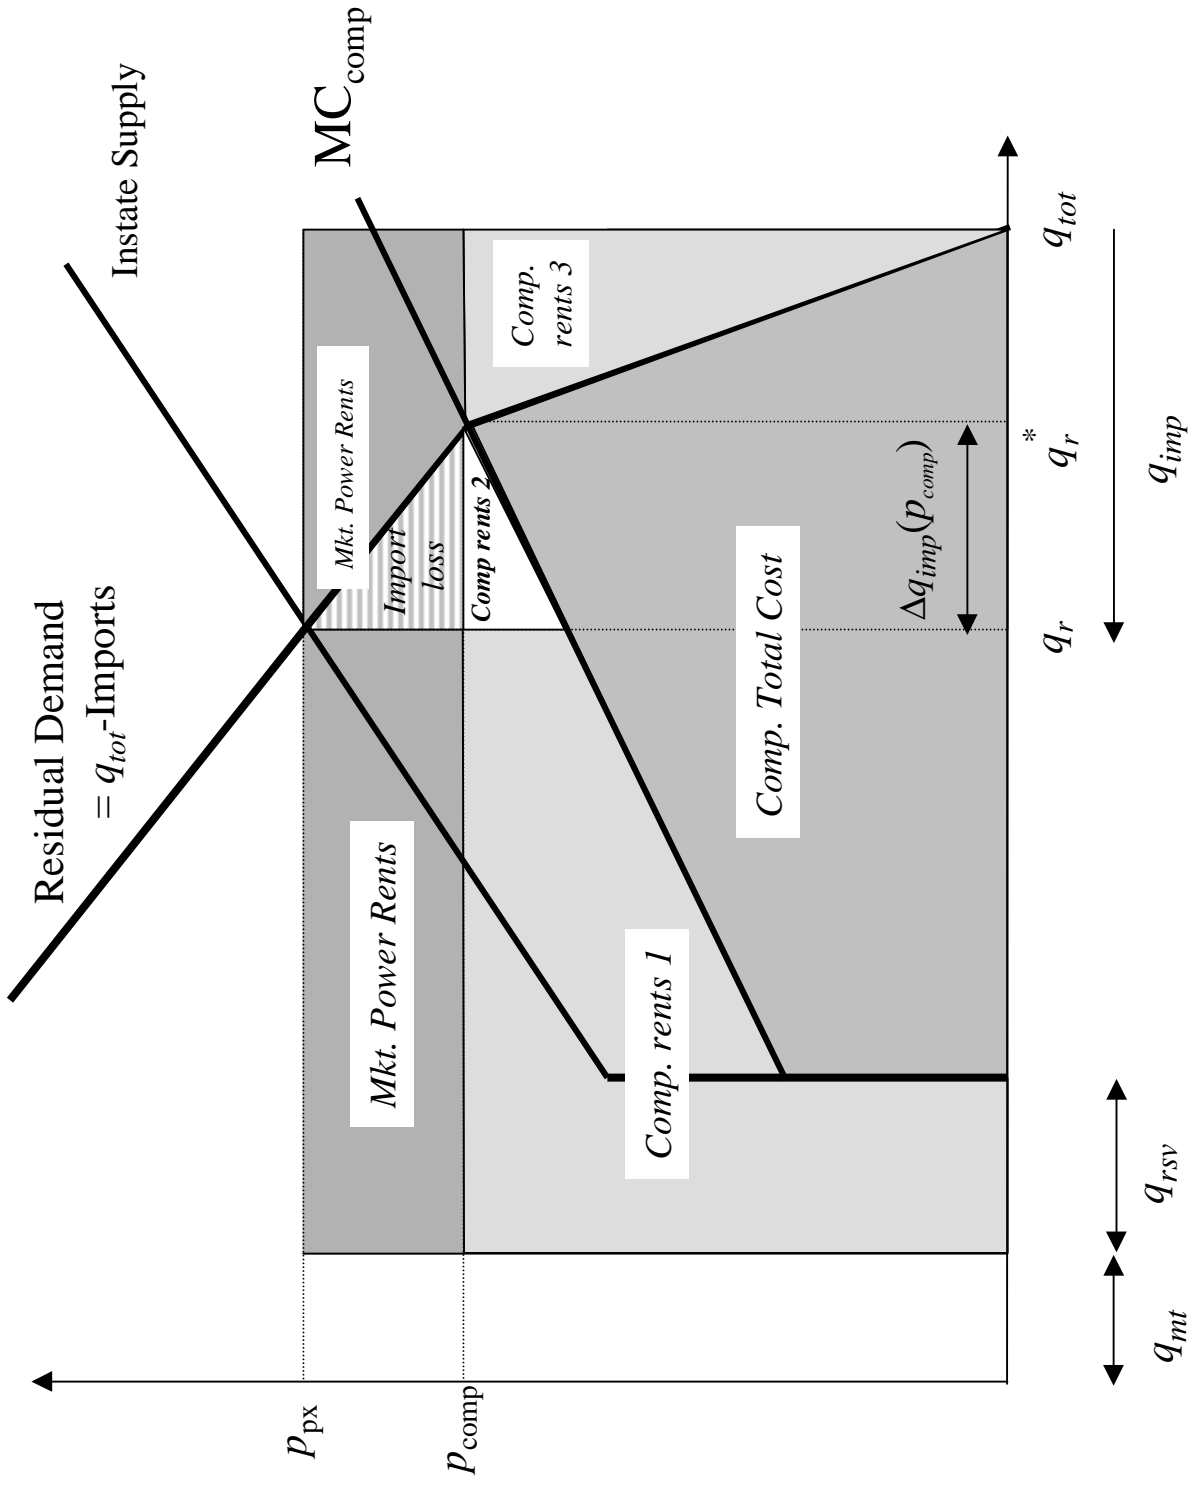 Residual Demand
= q_tot-Imports
Instate Supply
MC_comp
p_px
p_comp
Mkt. Power Rents
Mkt. Power Rents
Import
loss
Comp rents 2
Comp.
rents 3
Comp. rents 1
Comp. Total Cost
Δq_imp(p_comp)
q_r
q_r*
q_tot
q_mt
q_rsv
q_imp